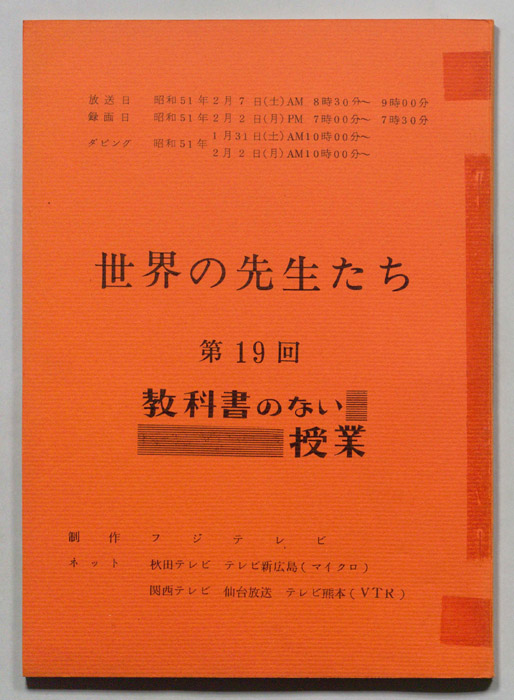 放送日 昭和51年2月7日(土)AM 8時30分～ 9時00分
録画日 昭和51年2月2日(月)PM 7時00分～ 7時30分
ダビング 昭和51年 1月31日(土)AM10時00分～
2月2日(月)AM10時00分～
世界の先生たち
第19回
教科書のない
授業
制作 フジテレビ
ネット 秋田テレビ テレビ新広島(マイクロ)
関西テレビ 仙台放送 テレビ熊本(VTR)